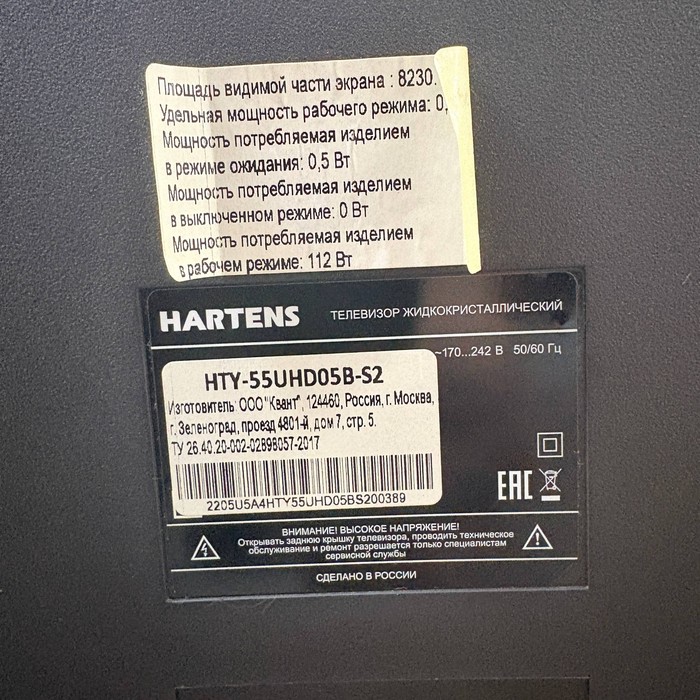 Площадь видимой части экрана : 8230.
Удельная мощность рабочего режима: 0,
Мощность потребляемая изделием
в режиме ожидания: 0,5 Вт
Мощность потребляемая изделием
в выключенном режиме: 0 Вт
Мощность потребляемая изделием
в рабочем режиме: 112 Вт
HARTENS ТЕЛЕВИЗОР ЖИДКОКРИСТАЛЛИЧЕСКИЙ
~170...242 В 50/60 Гц
HTY-55UHD05B-S2
Изготовитель: ООО"Квант", 124460, Россия, г. Москва,
г. Зеленоград, проезд 4801-й, дом 7, стр. 5.
ТУ 26.40.20-002-02898057-2017
2205U5A4HTY55UHD05BS200389
EAC
ВНИМАНИЕ! ВЫСОКОЕ НАПРЯЖЕНИЕ!
Открывать заднюю крышку телевизора, проводить техническое
обслуживание и ремонт разрешается только специалистам
сервисной службы
СДЕЛАНО В РОССИИ